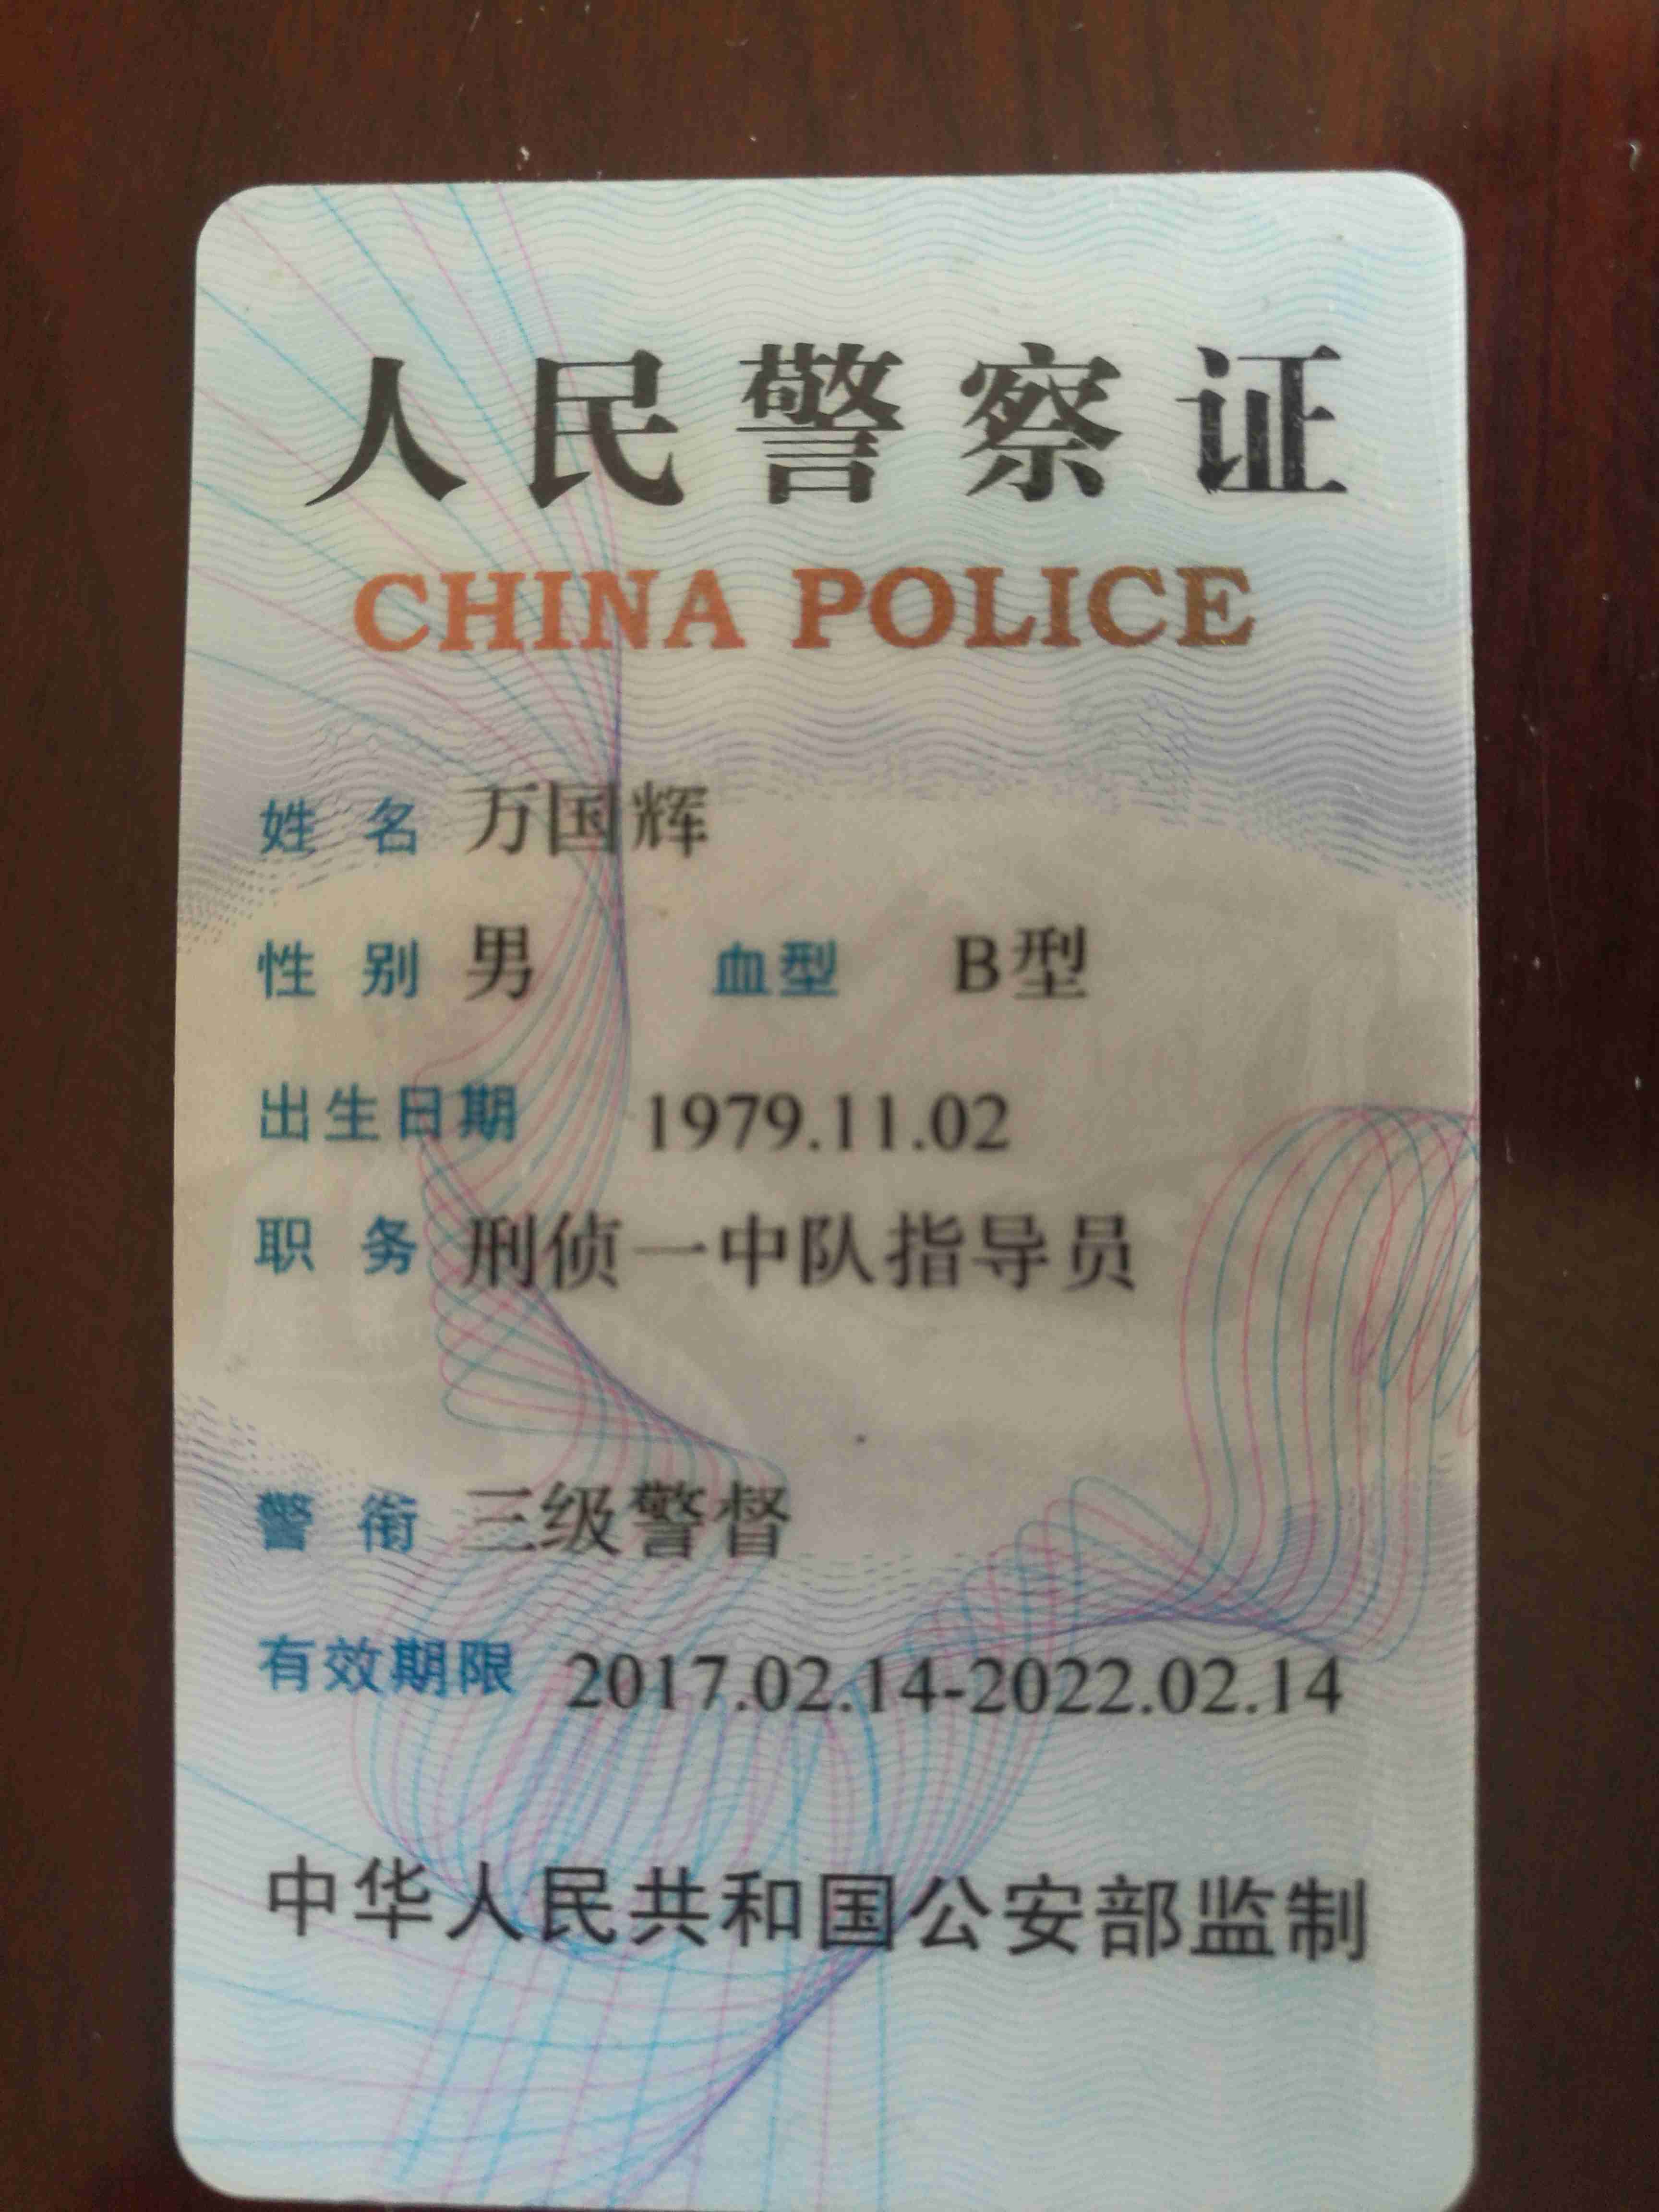 人民警察证
CHINA POLICE
姓 名 万国辉
性 别 男 血型 B型
出生日期 1979.11.02
职 务 刑侦一中队指导员
警 衔 三级警督
有效期限 2017.02.14-2022.02.14
中华人民共和国公安部监制